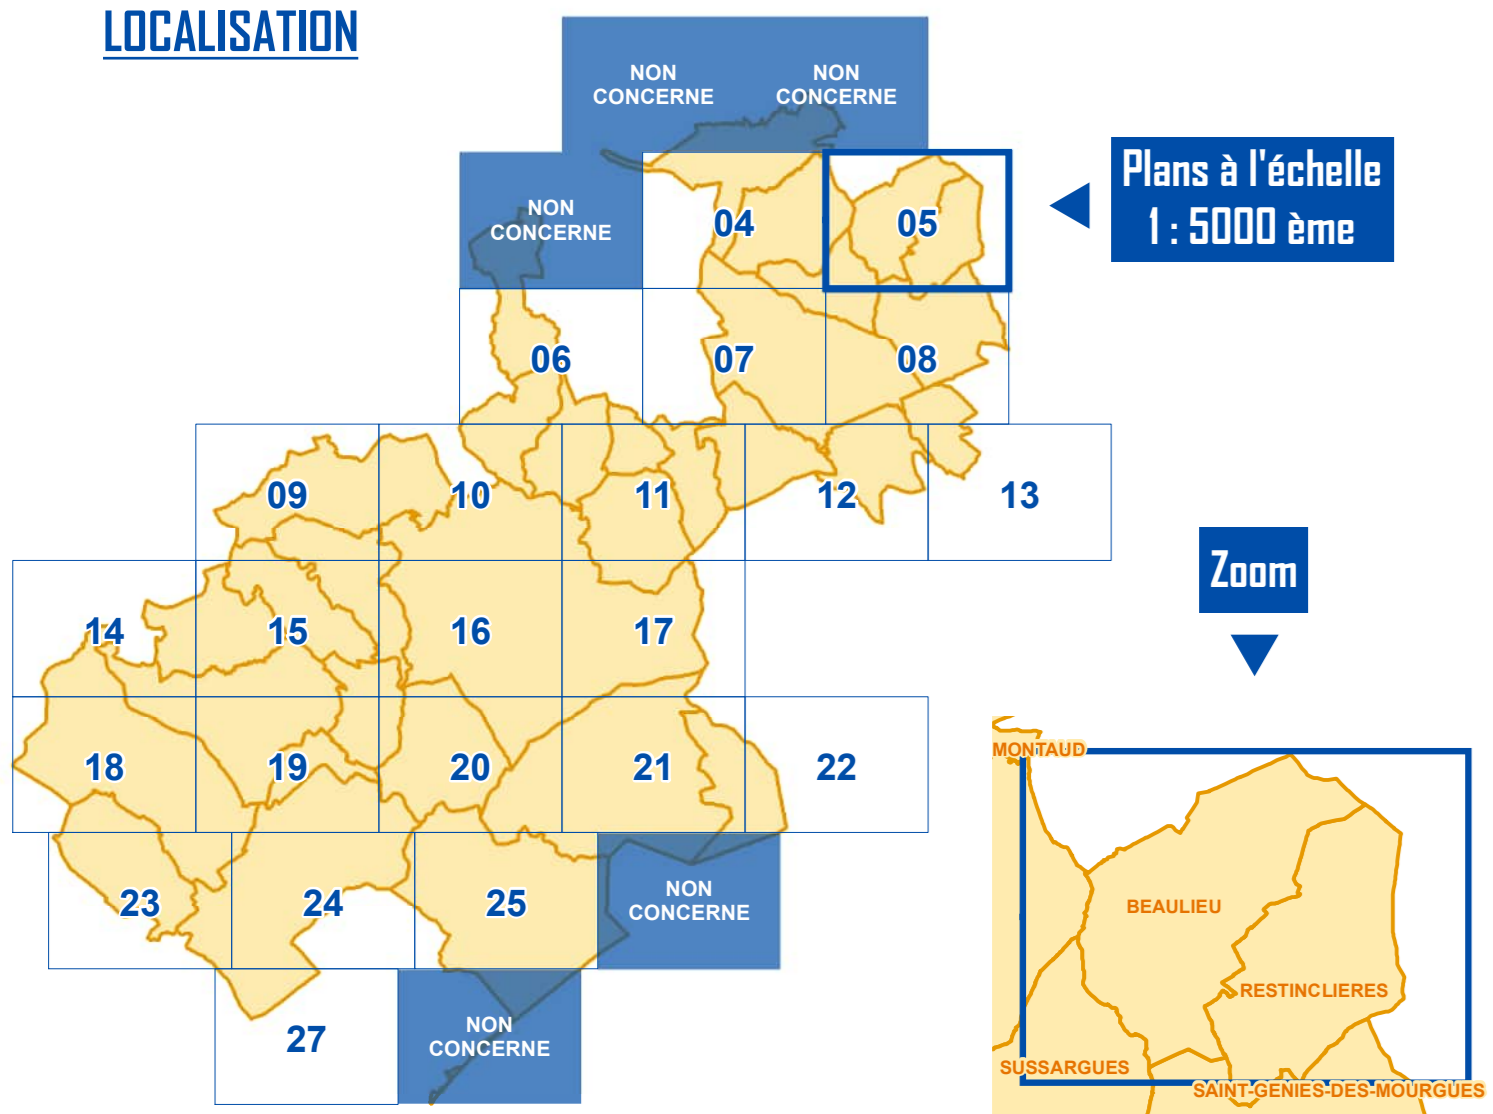 LOCALISATION
NON
CONCERNE
NON
CONCERNE
Plans à l'échelle
1 : 5000 ème
NON
CONCERNE
04
05
06
07
08
09
10
11
12
13
Zoom
14
15
16
17
18
19
20
21
22
MONTAUD
BEAULIEU
RESTINCLIERES
SUSSARGUES
SAINT-GENIES-DES-MOURGUES
23
24
25
NON
CONCERNE
27
NON
CONCERNE